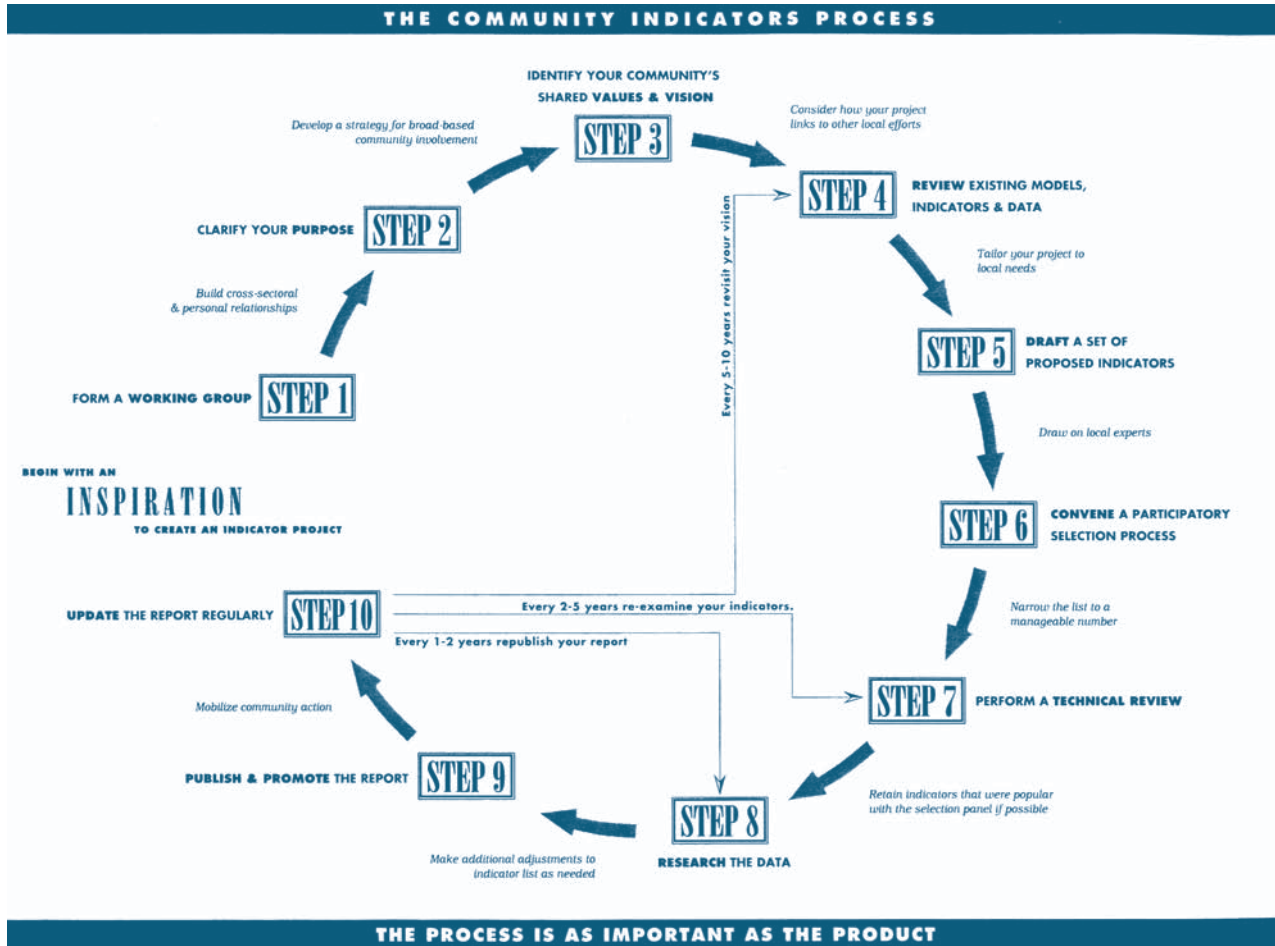 THE COMMUNITY INDICATORS PROCESS
BEGIN WITH AN
INSPIRATION
TO CREATE AN INDICATOR PROJECT
FORM A WORKING GROUP
STEP 1
Build cross-sectoral
& personal relationships
CLARIFY YOUR PURPOSE
STEP 2
Develop a strategy for broad-based
community involvement
IDENTIFY YOUR COMMUNITY'S
SHARED VALUES & VISION
STEP 3
Consider how your project
links to other local efforts
STEP 4
REVIEW EXISTING MODELS,
INDICATORS & DATA
Tailor your project to
local needs
STEP 5
DRAFT A SET OF
PROPOSED INDICATORS
Draw on local experts
STEP 6
CONVENE A PARTICIPATORY
SELECTION PROCESS
Narrow the list to a
manageable number
STEP 7
PERFORM A TECHNICAL REVIEW
Retain indicators that were popular
with the selection panel if possible
STEP 8
RESEARCH THE DATA
Make additional adjustments to
indicator list as needed
STEP 9
PUBLISH & PROMOTE THE REPORT
Mobilize community action
UPDATE THE REPORT REGULARLY
STEP 10
Every 5-10 years revisit your vision
Every 2-5 years re-examine your indicators.
Every 1-2 years republish your report
THE PROCESS IS AS IMPORTANT AS THE PRODUCT